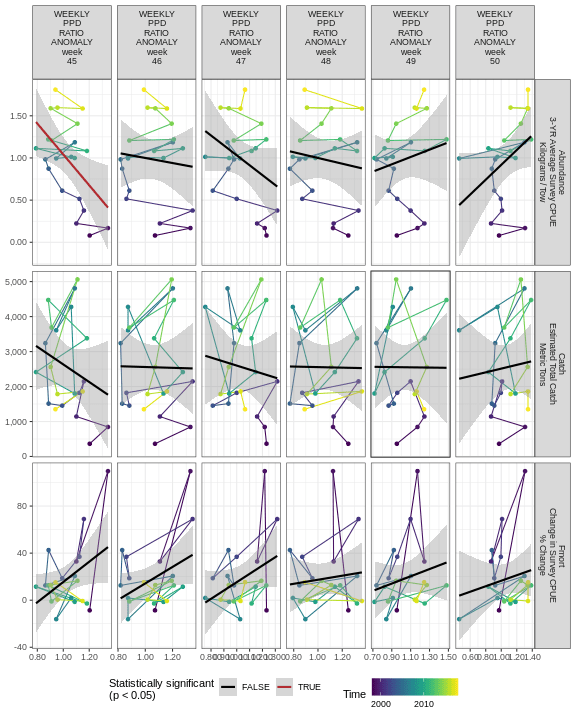 WEEKLY
PPD
RATIO
ANOMALY
week
45
WEEKLY
PPD
RATIO
ANOMALY
week
46
WEEKLY
PPD
RATIO
ANOMALY
week
47
WEEKLY
PPD
RATIO
ANOMALY
week
48
WEEKLY
PPD
RATIO
ANOMALY
week
49
WEEKLY
PPD
RATIO
ANOMALY
week
50
1.50
1.00
0.50
0.00
Abundance
3-YR Average Survey CPUE
Kilograms / Tow
5,000
4,000
3,000
2,000
1,000
0
Catch
Estimated Total Catch
Metric Tons
80
40
0
-40
Fmort
Change in Survey CPUE
% Change
0.80 1.00 1.20
0.80 1.00 1.20
0.80 1.00 1.20
0.70 0.90 1.10 1.30 1.50
0.60 0.80 1.00 1.20 1.40
Statistically significant
(p < 0.05)
FALSE
TRUE
Time
2000 2010